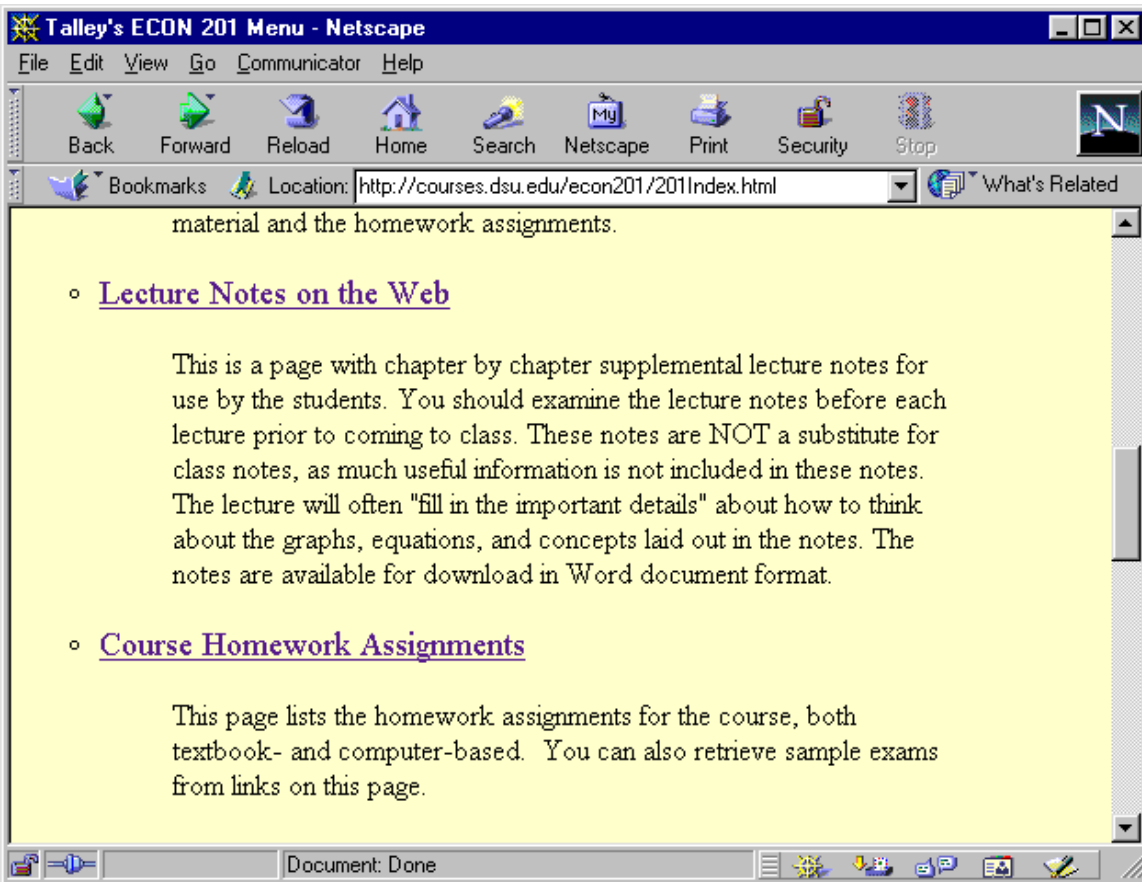 Talley's ECON 201 Menu - Netscape
File Edit View Go Communicator Help
Back Forward Reload Home Search Netscape Print Security Stop
My
N
Bookmarks Location: http://courses.dsu.edu/econ201/201Index.html What's Related
material and the homework assignments.
Lecture Notes on the Web
This is a page with chapter by chapter supplemental lecture notes for
use by the students. You should examine the lecture notes before each
lecture prior to coming to class. These notes are NOT a substitute for
class notes, as much useful information is not included in these notes.
The lecture will often "fill in the important details" about how to think
about the graphs, equations, and concepts laid out in the notes. The
notes are available for download in Word document format.
Course Homework Assignments
This page lists the homework assignments for the course, both
textbook- and computer-based. You can also retrieve sample exams
from links on this page.
Document: Done